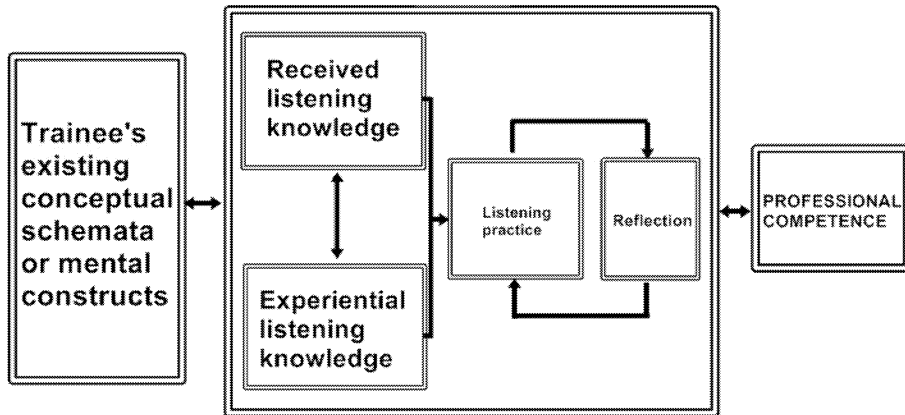 Trainee's
existing
conceptual
schemata
or mental
constructs
Received
listening
knowledge
Experiential
listening
knowledge
Listening
practice
Reflection
PROFESSIONAL
COMPETENCE